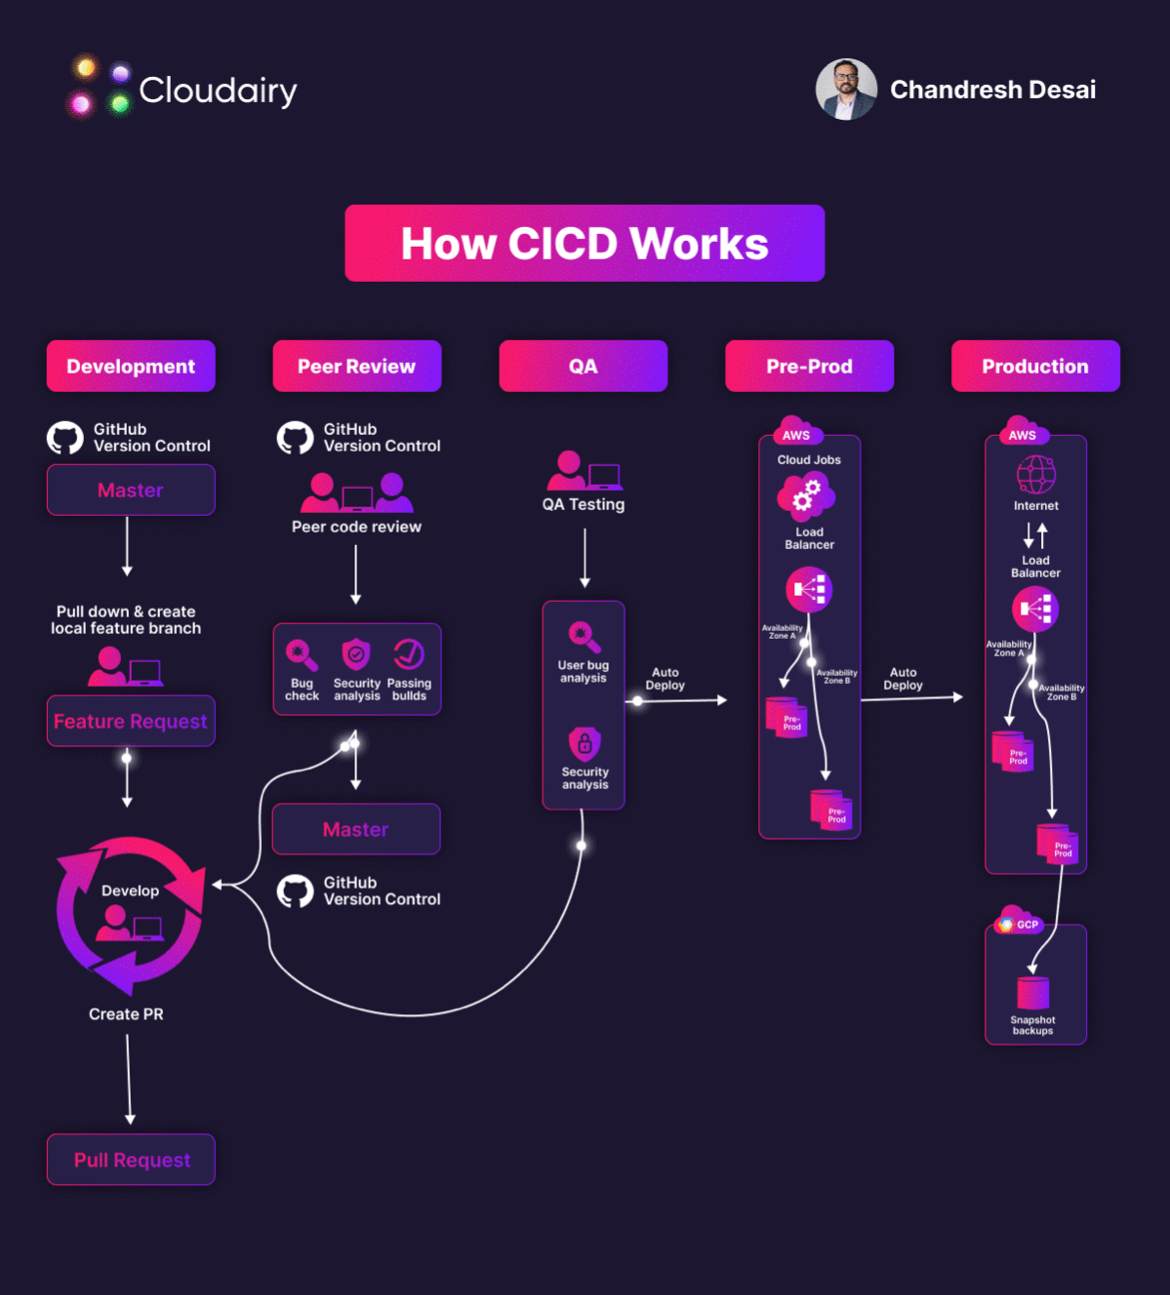 Cloudairy
Chandresh Desai
How CICD Works
Development
GitHub
Version Control
Master
Pull down & create
local feature branch
Feature Request
Develop
Create PR
Pull Request
Peer Review
GitHub
Version Control
Peer code review
Bug
check
Security
analysis
Passing
bullds
Master
GitHub
Version Control
QA
QA Testing
User bug
analysis
Security
analysis
Auto
Deploy
Pre-Prod
AWS
Cloud Jobs
Load
Balancer
Availability
Zone A
Availability
Zone B
Pre-
Prod
Pre-
Prod
Auto
Deploy
Production
AWS
Internet
Load
Balancer
Availability
Zone A
Availability
Zone B
Pre-
Prod
Pre-
Prod
GCP
Snapshot
backups